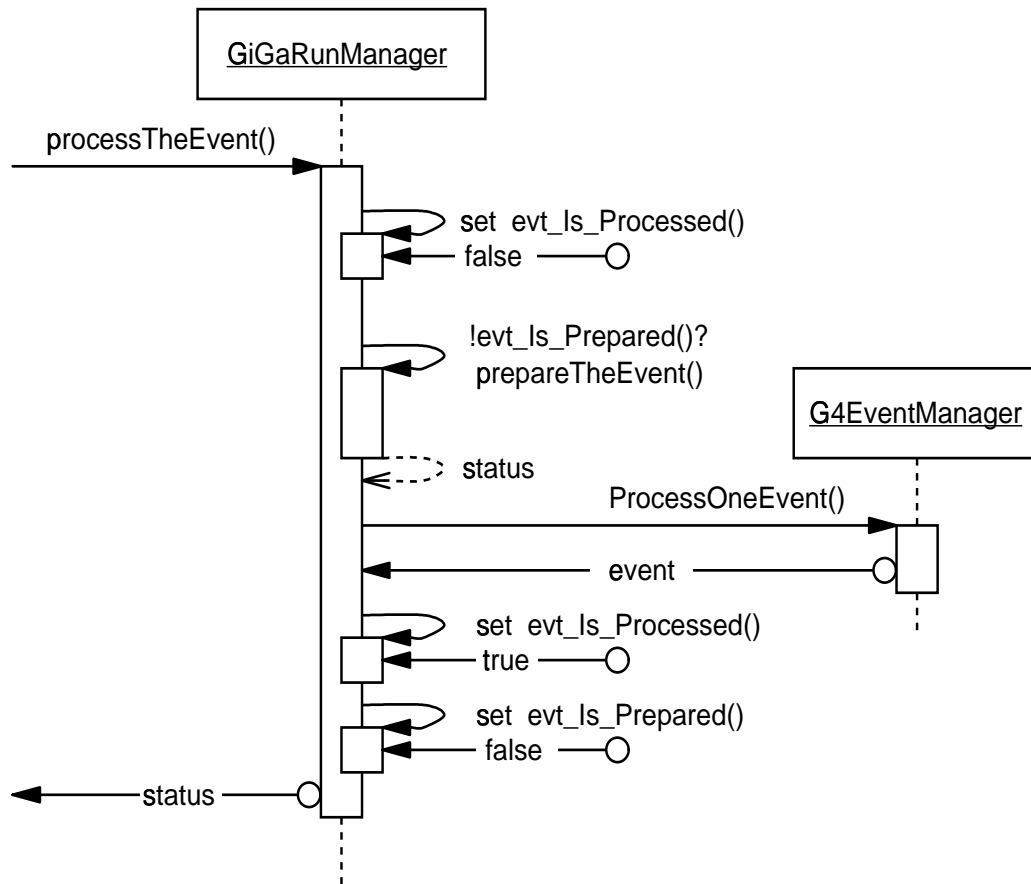 GiGaRunManager
processTheEvent()
set evt_Is_Processed()
false
!evt_Is_Prepared()?
prepareTheEvent()
G4EventManager
status
ProcessOneEvent()
event
set evt_Is_Processed()
true
set evt_Is_Prepared()
false
status